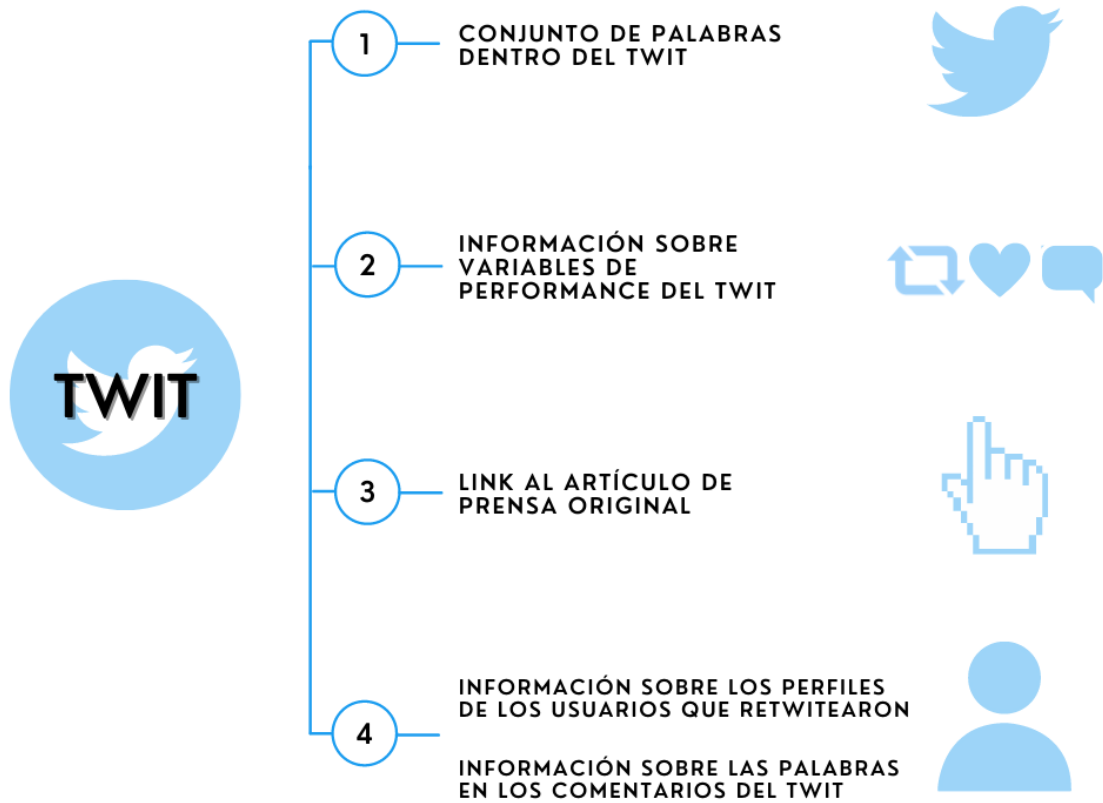 TWIT
1
CONJUNTO DE PALABRAS
DENTRO DEL TWIT
2
INFORMACIÓN SOBRE
VARIABLES DE
PERFORMANCE DEL TWIT
3
LINK AL ARTÍCULO DE
PRENSA ORIGINAL
4
INFORMACIÓN SOBRE LOS PERFILES
DE LOS USUARIOS QUE RETWITEARON
INFORMACIÓN SOBRE LAS PALABRAS
EN LOS COMENTARIOS DEL TWIT